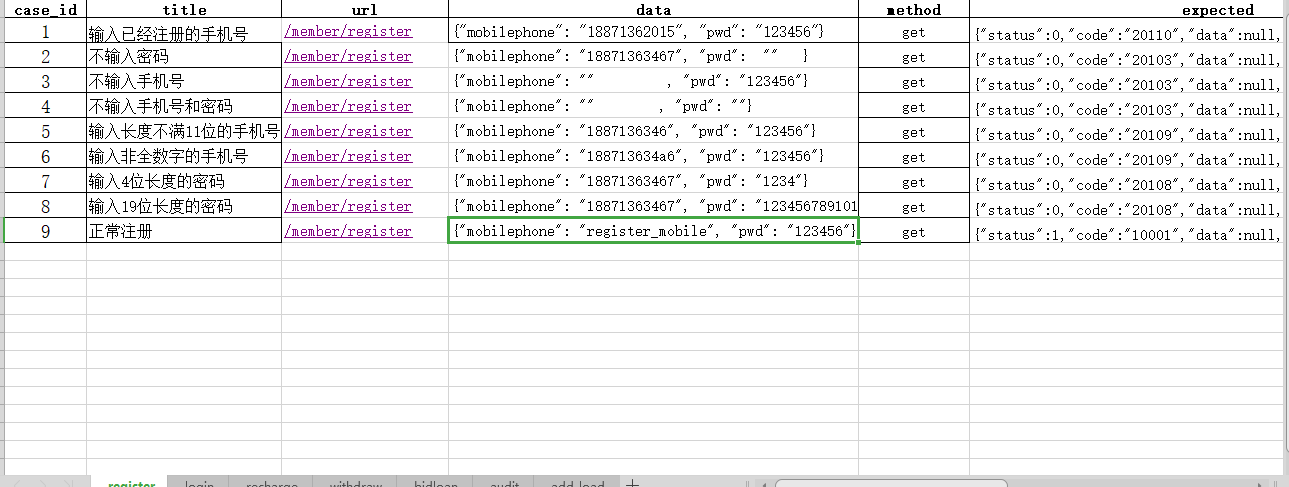 case_id title url data method expected
1 输入已经注册的手机号 /member/register {"mobilephone": "18871362015", "pwd": "123456"} get {"status":0,"code":"20110","data":null,
2 不输入密码 /member/register {"mobilephone": "18871363467", "pwd": "" } get {"status":0,"code":"20103","data":null,
3 不输入手机号 /member/register {"mobilephone": "" , "pwd": "123456"} get {"status":0,"code":"20103","data":null,
4 不输入手机号和密码 /member/register {"mobilephone": "" , "pwd": ""} get {"status":0,"code":"20103","data":null,
5 输入长度不满11位的手机号 /member/register {"mobilephone": "1887136346", "pwd": "123456"} get {"status":0,"code":"20109","data":null,
6 输入非全数字的手机号 /member/register {"mobilephone": "188713634a6", "pwd": "123456"} get {"status":0,"code":"20109","data":null,
7 输入4位长度的密码 /member/register {"mobilephone": "18871363467", "pwd": "1234"} get {"status":0,"code":"20108","data":null,
8 输入19位长度的密码 /member/register {"mobilephone": "18871363467", "pwd": "123456789101 get {"status":0,"code":"20108","data":null,
9 正常注册 /member/register {"mobilephone": "register_mobile", "pwd": "123456"} get {"status":1,"code":"10001","data":null,
register login recharge withdraw bidloan audit add_load